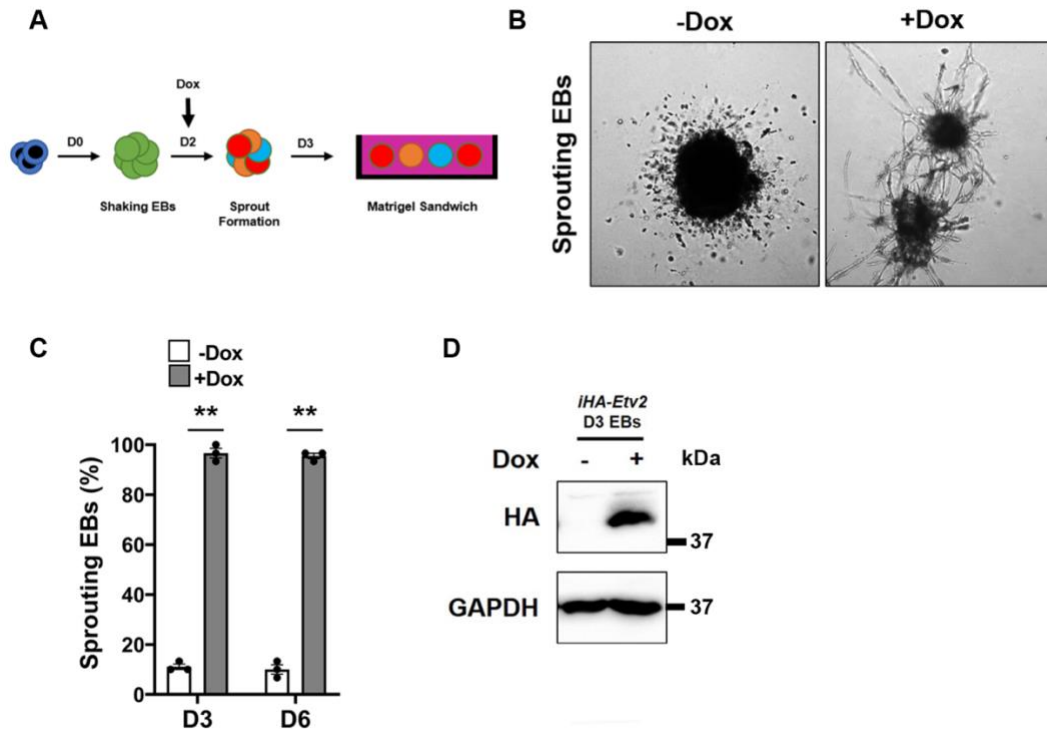 A
Dox
D0
D2
D3
Shaking EBs
Sprout
Formation
Matrigel Sandwich
B
-Dox
+Dox
Sprouting EBs
C
-Dox
+Dox
**
**
Sprouting EBs (%)
100
80
60
40
20
0
D3
D6
D
iHA-Etv2
D3 EBs
Dox - + kDa
HA
37
GAPDH
37